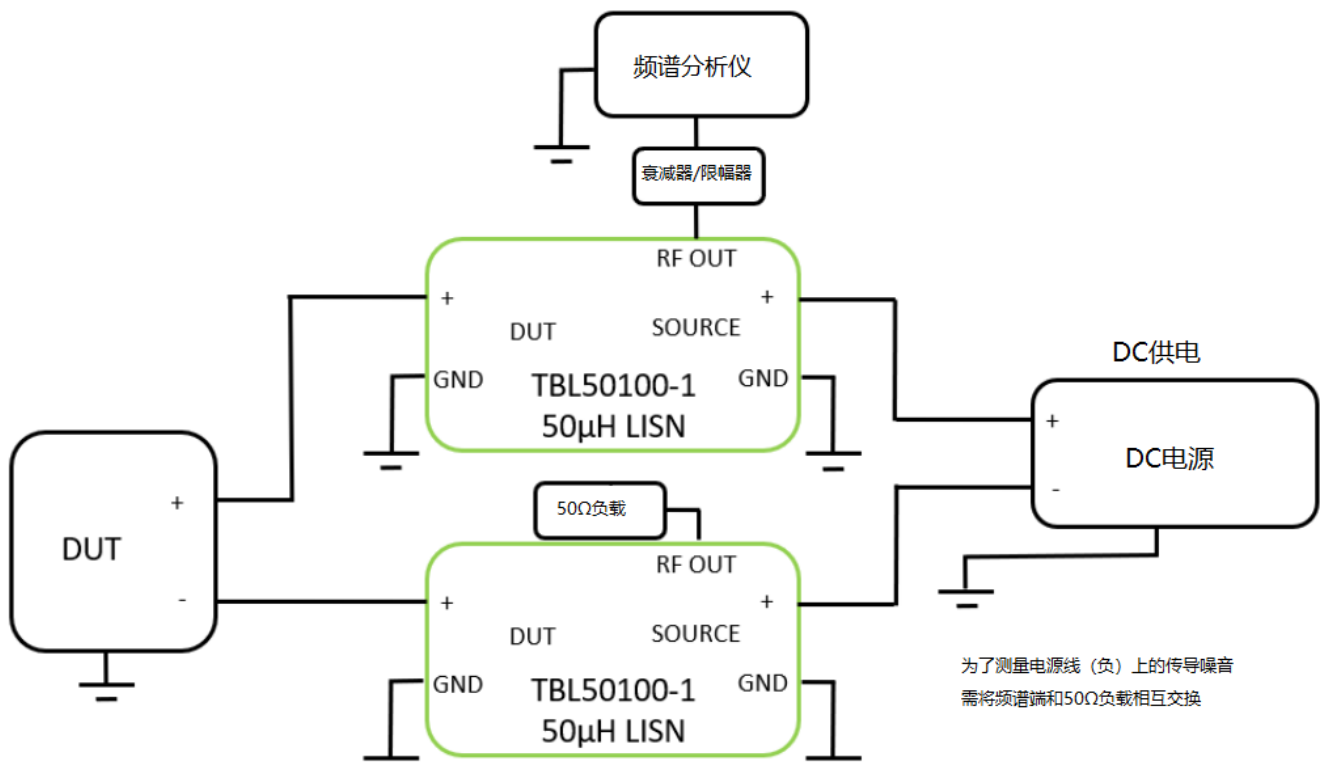 频谱分析仪
衰减器/限幅器
RF OUT
+ +
DUT SOURCE
GND TBL50100-1 GND
50µH LISN
DC供电
+
DC电源
-
+
DUT
-
50Ω负载
RF OUT
+ +
DUT SOURCE
GND TBL50100-1 GND
50µH LISN
为了测量电源线（负）上的传导噪音
需将频谱端和50Ω负载相互交换